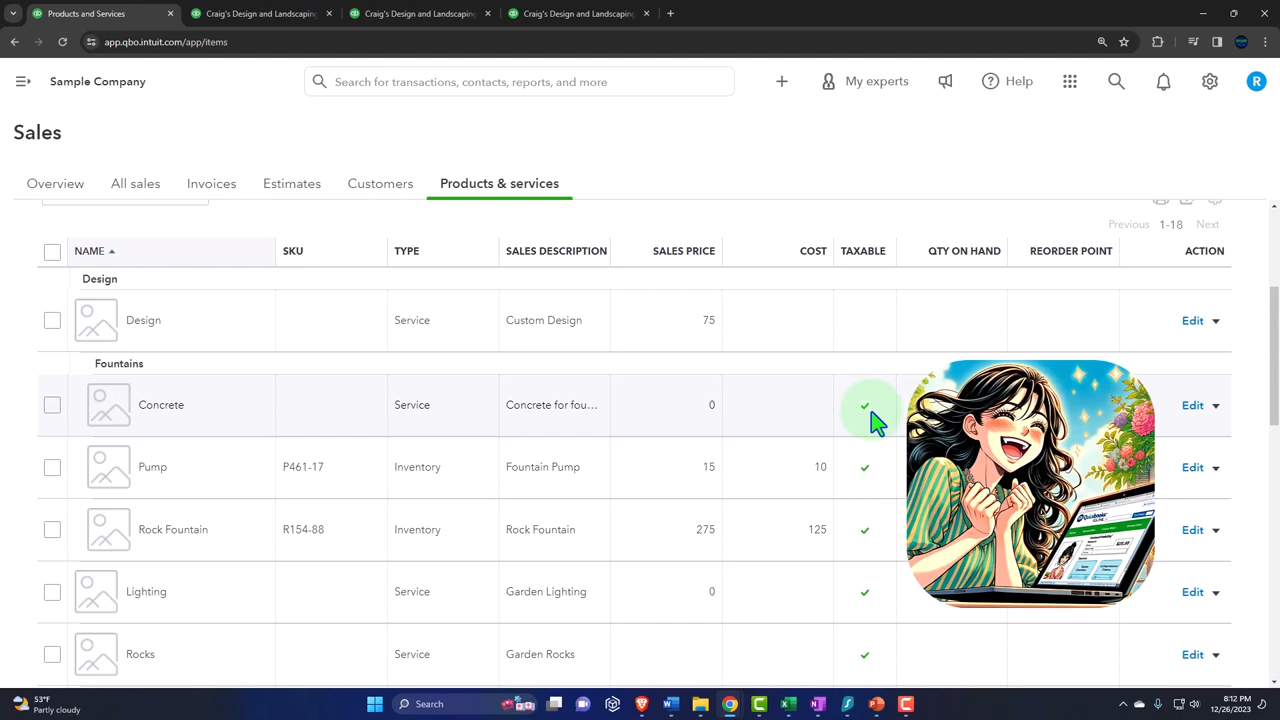 Products and Services
Craig's Design and Landscaping
Craig's Design and Landscaping
Craig's Design and Landscaping
app.qbo.intuit.com/app/items
Sample Company
Search for transactions, contacts, reports, and more
My experts
Help
R
Sales
Overview All sales Invoices Estimates Customers Products & services
Previous 1-18 Next
NAME SKU TYPE SALES DESCRIPTION SALES PRICE COST TAXABLE QTY ON HAND REORDER POINT ACTION
Design
Design Service Custom Design 75 Edit
Fountains
Concrete Service Concrete for fou… 0 Edit
Pump P461-17 Inventory Fountain Pump 15 10 Edit
Rock Fountain R154-88 Inventory Rock Fountain 275 125 Edit
Lighting Service Garden Lighting 0 Edit
Rocks Service Garden Rocks Edit
53°F
Partly cloudy
Search
8:12 PM
12/26/2023